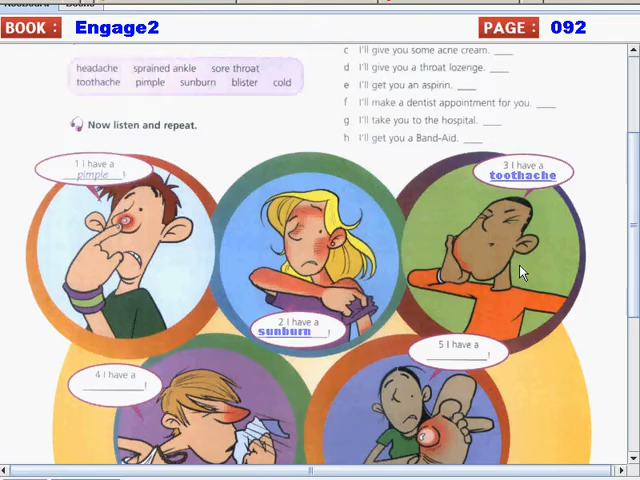 BOOK : Engage2 PAGE: 092
headache sprained ankle sore throat
toothache pimple sunburn blister cold
Now listen and repeat.
c I'll give you some acne cream. ____
d I'll give you a throat lozenge. ____
e I'll get you an aspirin. ____
f I'll make a dentist appointment for you. ____
g I'll take you to the hospital. ____
h I'll get you a Band-Aid. ____
1 I have a
pimple !
3 I have a
toothache
2 I have a
sunburn !
5 I have a
____________!
4 I have a
____________!